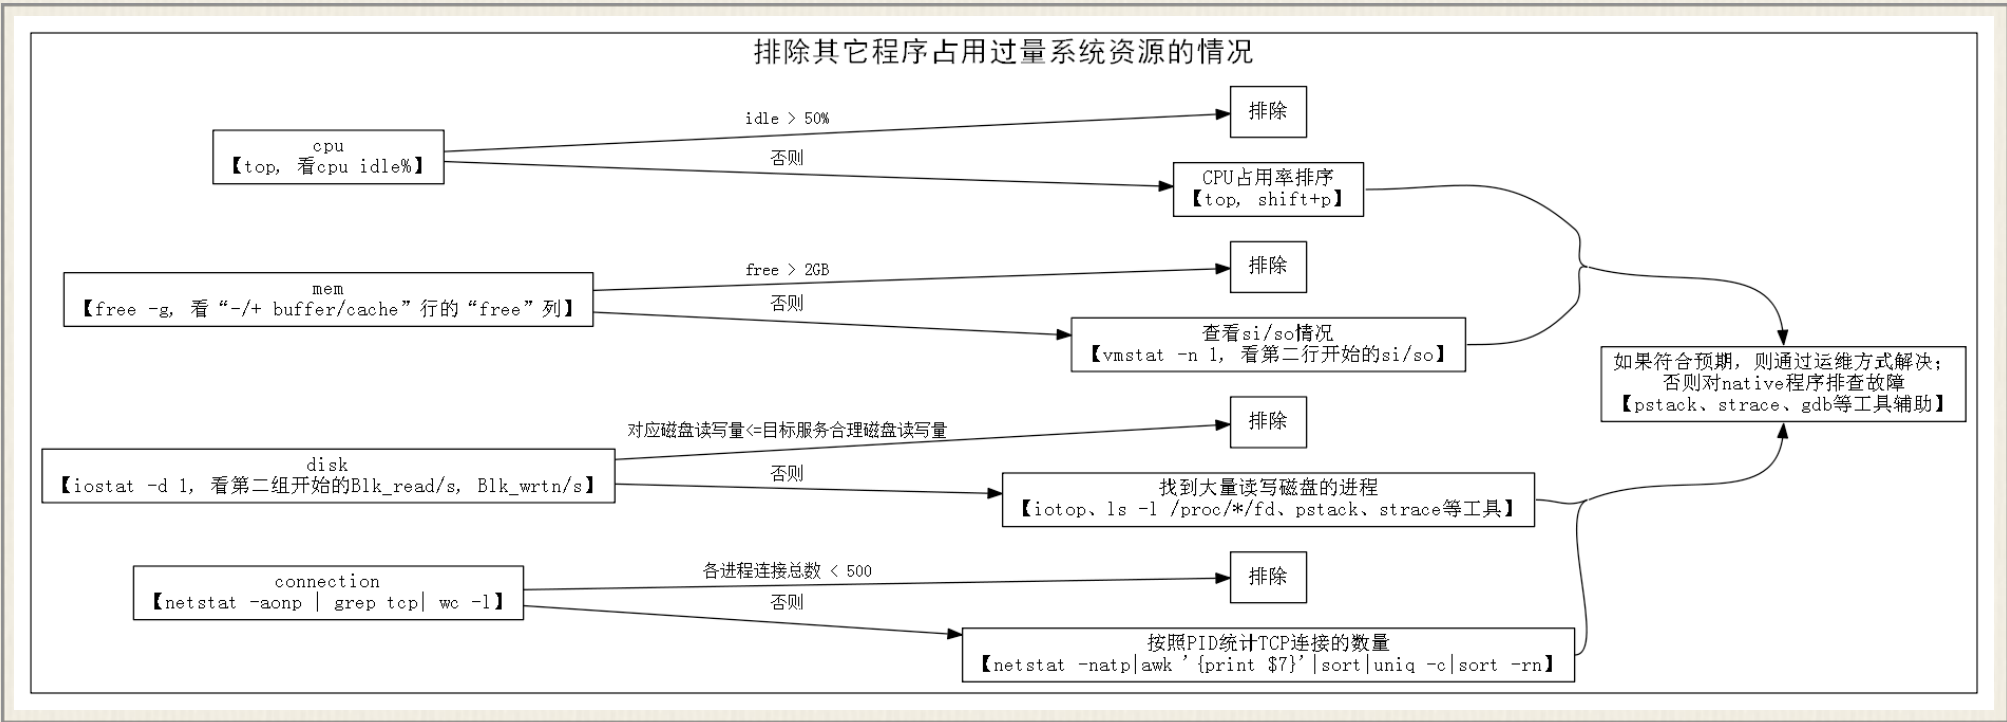 排除其它程序占用过量系统资源的情况
cpu
【top, 看cpu idle%】
idle > 50%
排除
否则
CPU占用率排序
【top, shift+p】
mem
【free -g, 看“-/+ buffer/cache”行的“free”列】
free > 2GB
排除
否则
查看si/so情况
【vmstat -n 1, 看第二行开始的si/so】
如果符合预期, 则通过运维方式解决;
否则对native程序排查故障
【pstack、strace、gdb等工具辅助】
disk
【iostat -d 1, 看第二组开始的Blk_read/s, Blk_wrtn/s】
对应磁盘读写量<=目标服务合理磁盘读写量
排除
否则
找到大量读写磁盘的进程
【iotop、ls -l /proc/*/fd、pstack、strace等工具】
connection
【netstat -aonp | grep tcp| wc -l】
各进程连接总数 < 500
排除
否则
按照PID统计TCP连接的数量
【netstat -natp|awk '{print $7}'|sort|uniq -c|sort -rn】